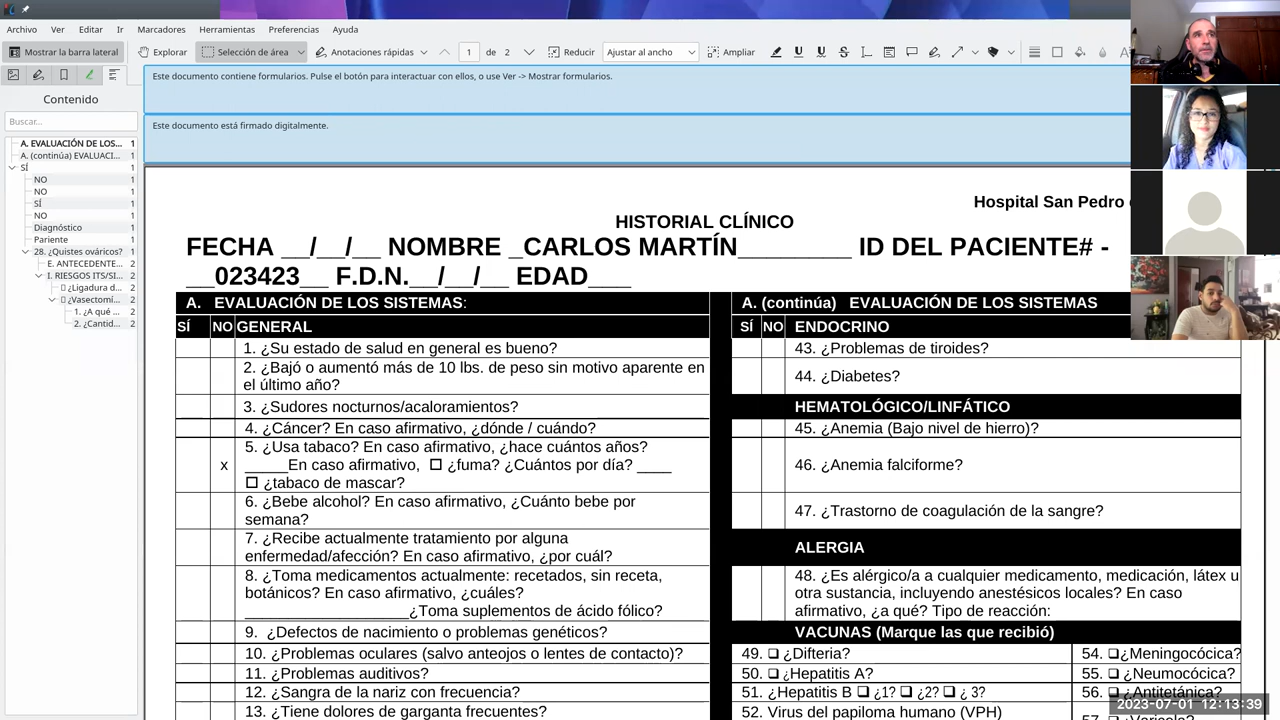 Archivo Ver Editar Ir Marcadores Herramientas Preferencias Ayuda
Mostrar la barra lateral Explorar Selección de área Anotaciones rápidas 1 de 2 Reducir Ajustar al ancho Ampliar
Contenido
Buscar...
A. EVALUACIÓN DE LOS... 1
A. (continúa) EVALUACI... 1
SÍ 1
NO 1
NO 1
SÍ 1
NO 1
Diagnóstico 1
Pariente 1
28. ¿Quistes ováricos? 1
E. ANTECEDENTE... 2
I. RIESGOS ITS/SI... 2
¿Ligadura d... 2
¿Vasectomí... 2
1. ¿A qué ... 2
2. ¿Cantid... 2
Este documento contiene formularios. Pulse el botón para interactuar con ellos, o use Ver -> Mostrar formularios.
Este documento está firmado digitalmente.
Hospital San Pedro
HISTORIAL CLÍNICO
FECHA __/__/__ NOMBRE _CARLOS MARTÍN________ ID DEL PACIENTE# -
__023423__ F.D.N.__/__/__ EDAD___
A. EVALUACIÓN DE LOS SISTEMAS:
SÍ NO GENERAL
1. ¿Su estado de salud en general es bueno?
2. ¿Bajó o aumentó más de 10 lbs. de peso sin motivo aparente en
el último año?
3. ¿Sudores nocturnos/acaloramientos?
4. ¿Cáncer? En caso afirmativo, ¿dónde / cuándo?
5. ¿Usa tabaco? En caso afirmativo, ¿hace cuántos años?
x _____En caso afirmativo, ☐ ¿fuma? ¿Cuántos por día? ____
☐ ¿tabaco de mascar?
6. ¿Bebe alcohol? En caso afirmativo, ¿Cuánto bebe por
semana?
7. ¿Recibe actualmente tratamiento por alguna
enfermedad/afección? En caso afirmativo, ¿por cuál?
8. ¿Toma medicamentos actualmente: recetados, sin receta,
botánicos? En caso afirmativo, ¿cuáles?
___________________¿Toma suplementos de ácido fólico?
9. ¿Defectos de nacimiento o problemas genéticos?
10. ¿Problemas oculares (salvo anteojos o lentes de contacto)?
11. ¿Problemas auditivos?
12. ¿Sangra de la nariz con frecuencia?
13. ¿Tiene dolores de garganta frecuentes?
A. (continúa) EVALUACIÓN DE LOS SISTEMAS
SÍ NO ENDOCRINO
43. ¿Problemas de tiroides?
44. ¿Diabetes?
HEMATOLÓGICO/LINFÁTICO
45. ¿Anemia (Bajo nivel de hierro)?
46. ¿Anemia falciforme?
47. ¿Trastorno de coagulación de la sangre?
ALERGIA
48. ¿Es alérgico/a a cualquier medicamento, medicación, látex u
otra sustancia, incluyendo anestésicos locales? En caso
afirmativo, ¿a qué? Tipo de reacción:
VACUNAS (Marque las que recibió)
49. ❑ ¿Difteria? 54. ❑¿Meningocócica?
50. ❑ ¿Hepatitis A? 55. ❑ ¿Neumocócica?
51. ¿Hepatitis B ❑ ¿1? ❑ ¿2? ❑ ¿ 3? 56. ❑ ¿Antitetánica?
52. Virus del papiloma humano (VPH)
2023-07-01 12:13:39